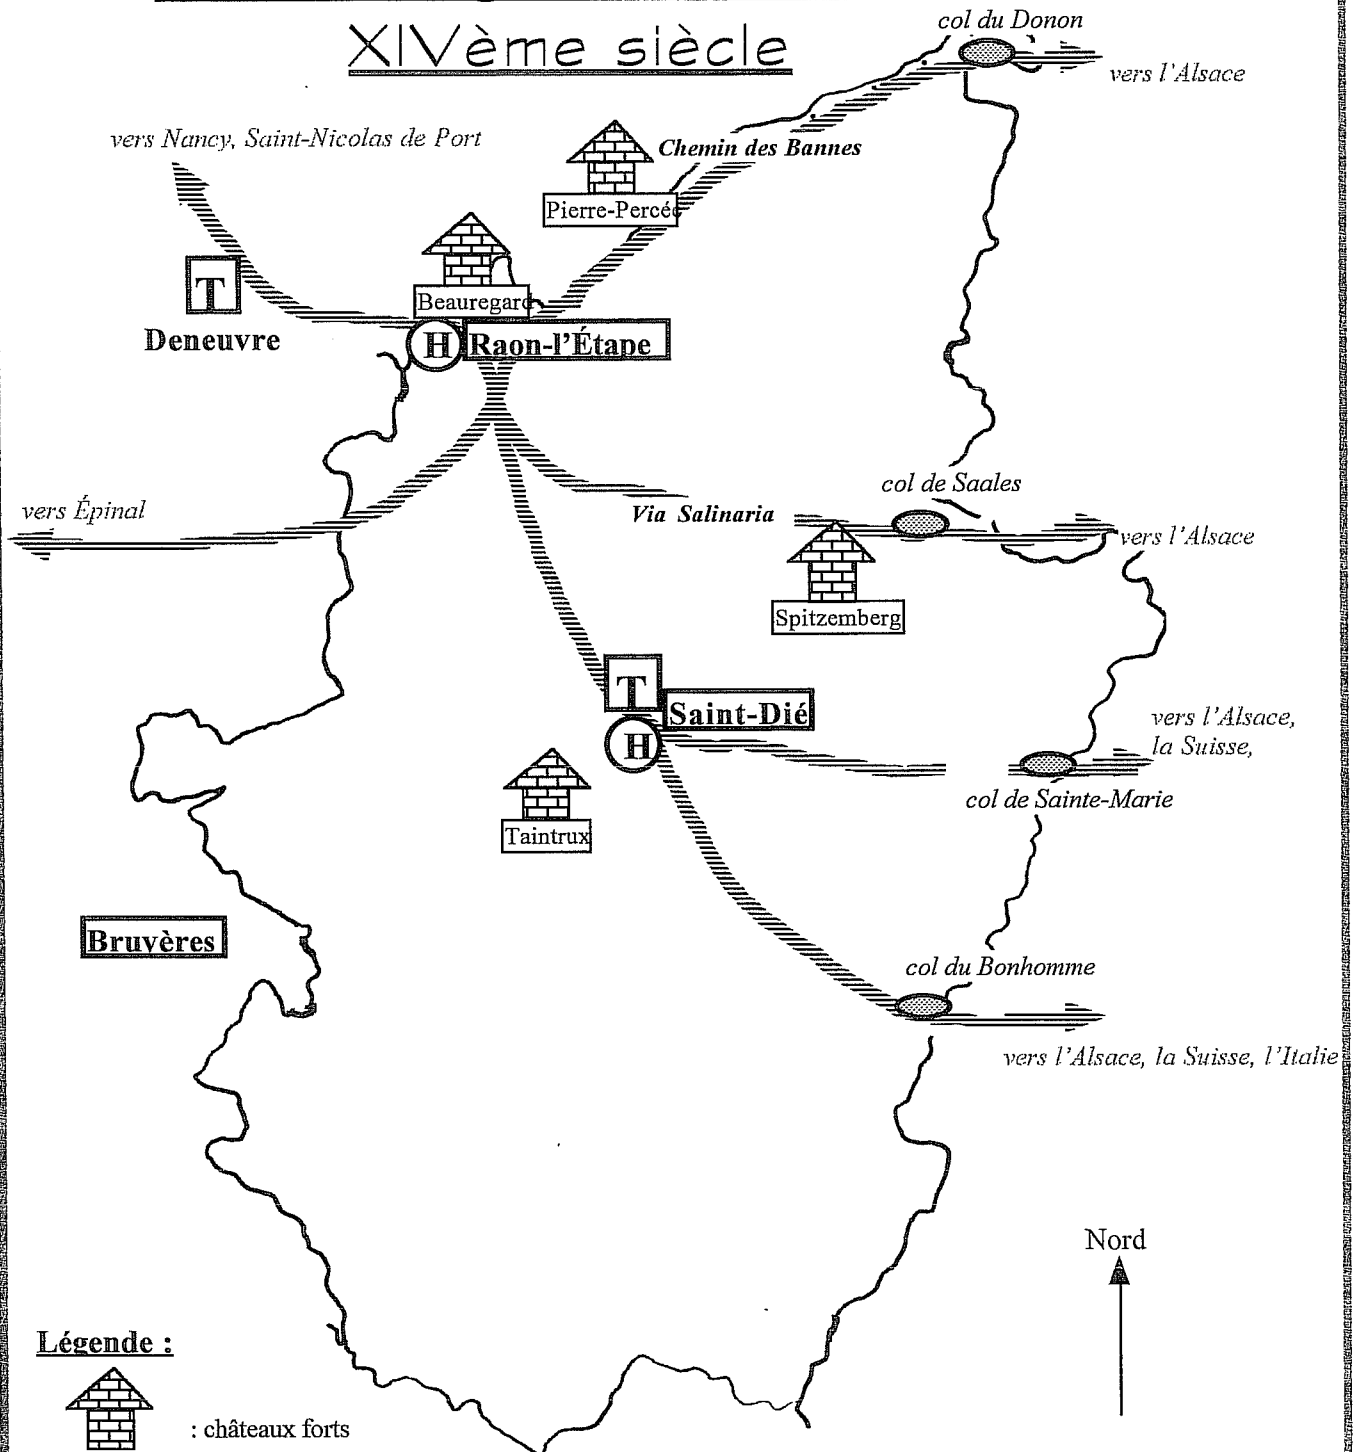 XIVème siècle
col du Donon
vers l'Alsace
vers Nancy, Saint-Nicolas de Port
Chemin des Bannes
Pierre-Percée
Beauregard
T
Deneuvre
H
Raon-l'Étape
col de Saales
vers Épinal
Via Salinaria
vers l'Alsace
Spitzemberg
T
Saint-Dié
H
vers l'Alsace,
la Suisse,
Taintrux
col de Sainte-Marie
Bruyères
col du Bonhomme
vers l'Alsace, la Suisse, l'Italie
Nord
Légende :
: châteaux forts